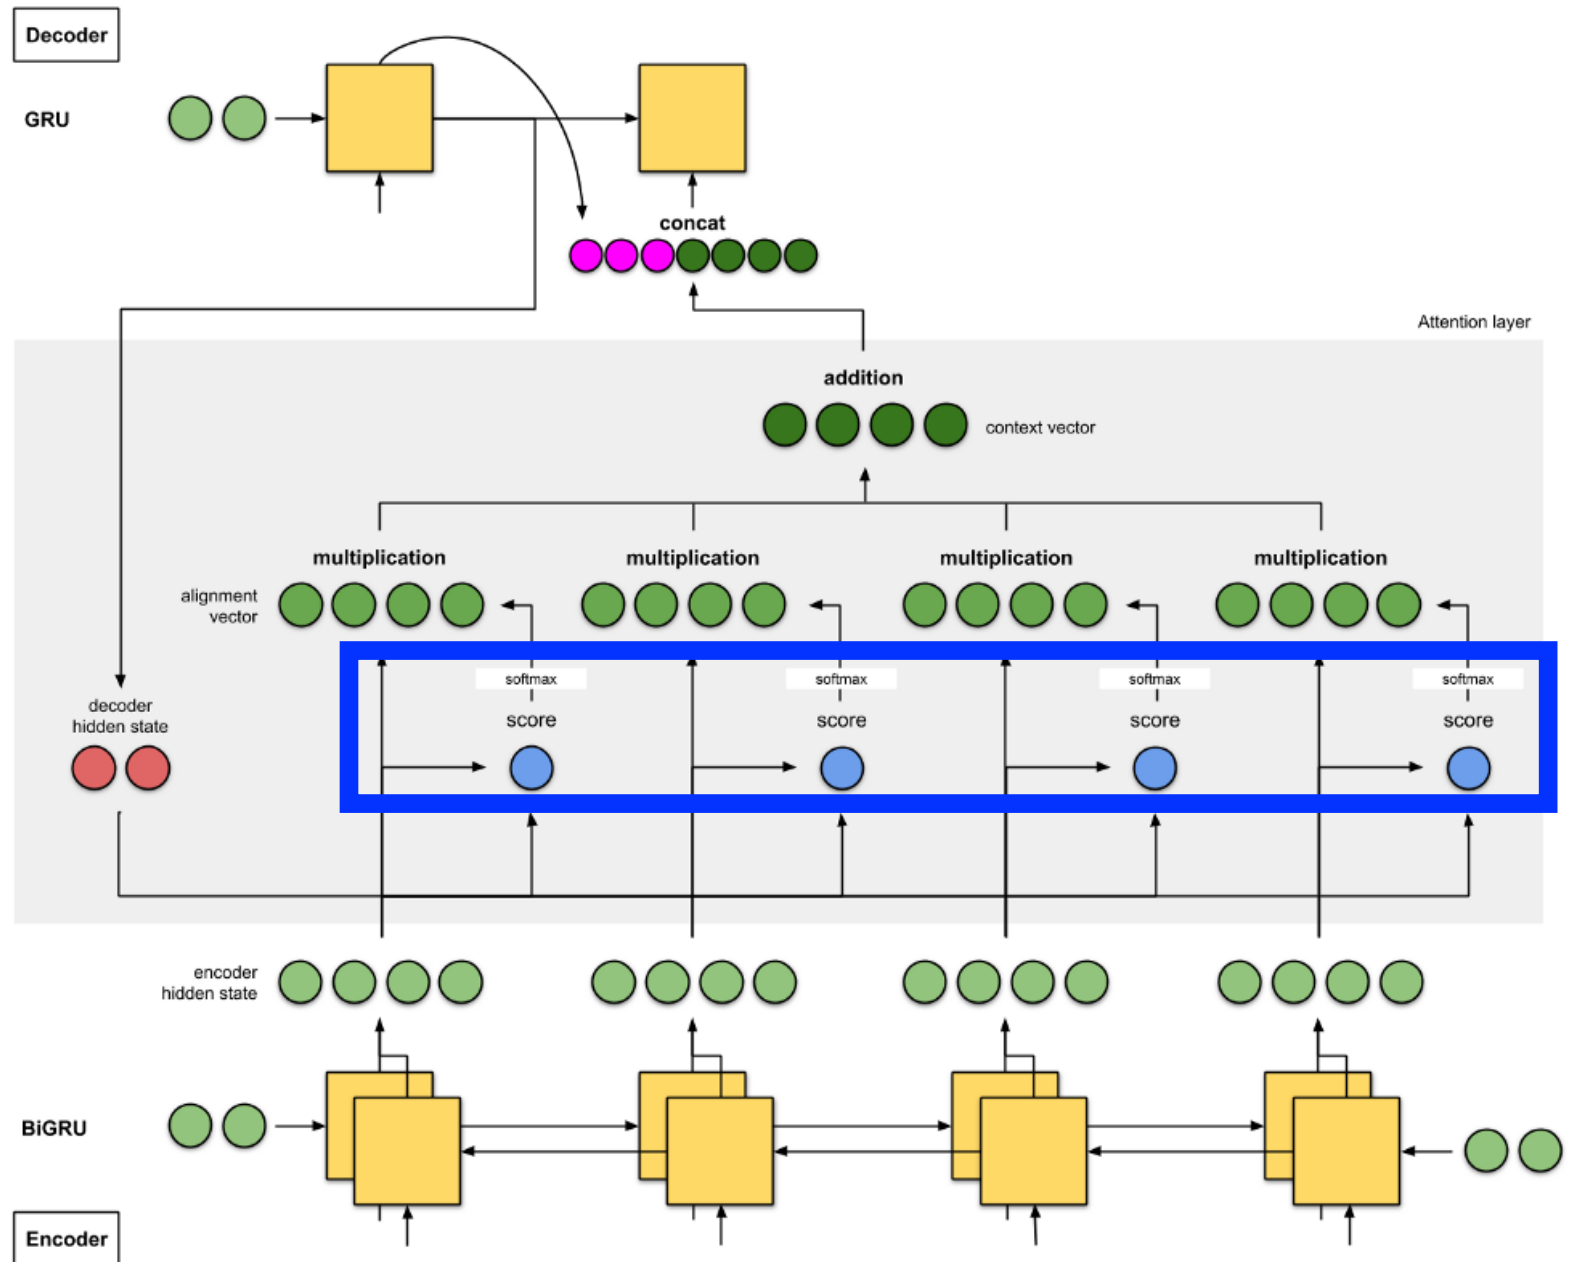 Decoder
GRU
concat
Attention layer
addition
context vector
multiplication multiplication multiplication multiplication
alignment
vector
softmax softmax softmax softmax
decoder
hidden state
score score score score
encoder
hidden state
BiGRU
Encoder